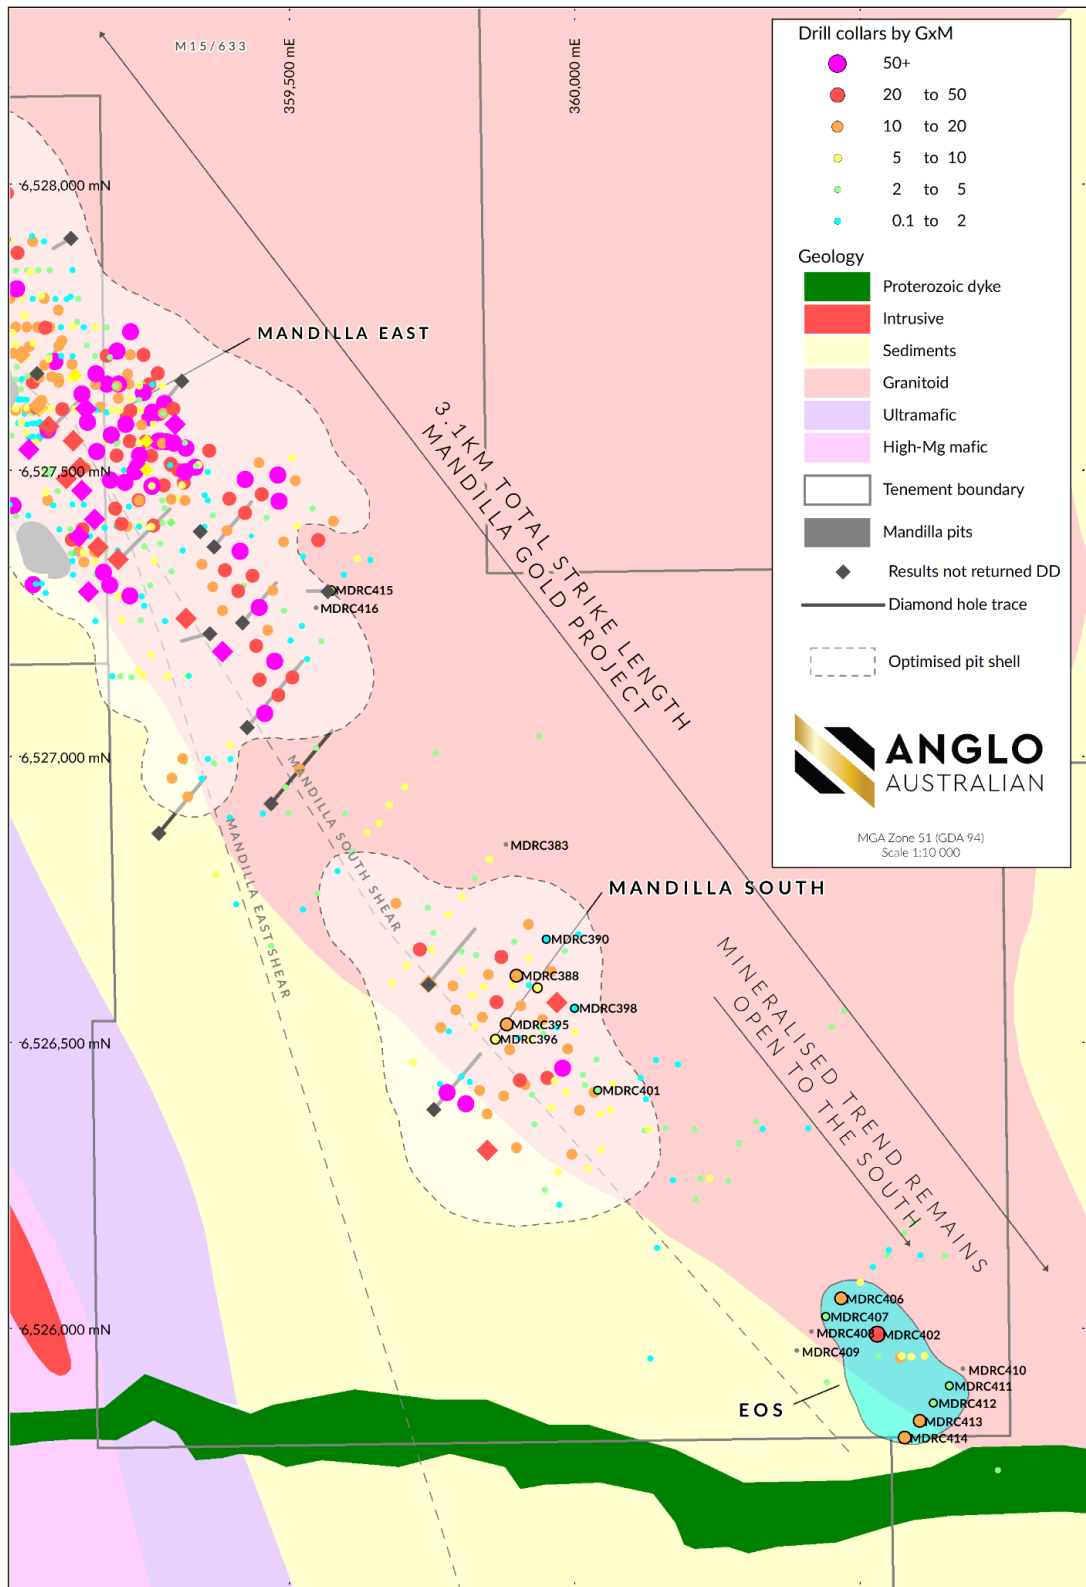 M15/633
359,500 mE
360,000 mE
Drill collars by GxM
50+
20 to 50
10 to 20
5 to 10
2 to 5
0.1 to 2
Geology
Proterozoic dyke
Intrusive
Sediments
Granitoid
Ultramafic
High-Mg mafic
Tenement boundary
Mandilla pits
Results not returned DD
Diamond hole trace
Optimised pit shell
ANGLO
AUSTRALIAN
MGA Zone 51 (GDA 94)
Scale 1:10 000
6,528,000 mN
MANDILLA EAST
3.1KM TOTAL STRIKE LENGTH
MANDILLA GOLD PROJECT
6,527,500 mN
MDRC415
MDRC416
6,527,000 mN
MANDILLA SOUTH SHEAR
MANDILLA EAST SHEAR
MDRC383
MANDILLA SOUTH
MDRC390
MDRC388
MDRC398
MDRC395
MDRC396
6,526,500 mN
MDRC401
MINERALISED TREND REMAINS
OPEN TO THE SOUTH
MDRC406
MDRC407
6,526,000 mN
MDRC408
MDRC402
MDRC409
MDRC410
MDRC411
MDRC412
EOS
MDRC413
MDRC414